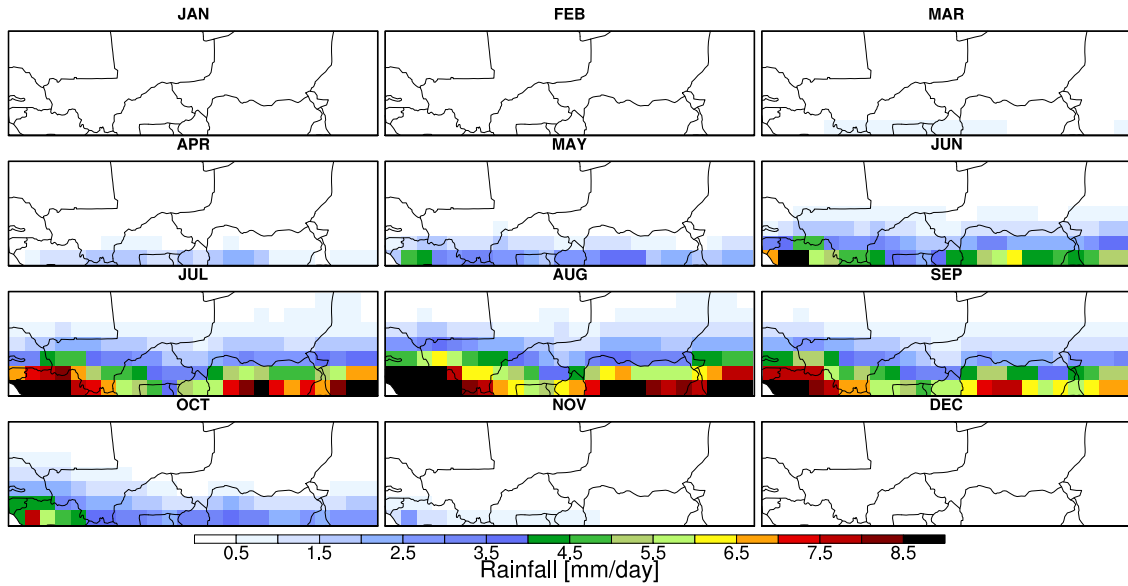 JAN FEB MAR
APR MAY JUN
JUL AUG SEP
OCT NOV DEC
0.5 1.5 2.5 3.5 4.5 5.5 6.5 7.5 8.5
Rainfall [mm/day]